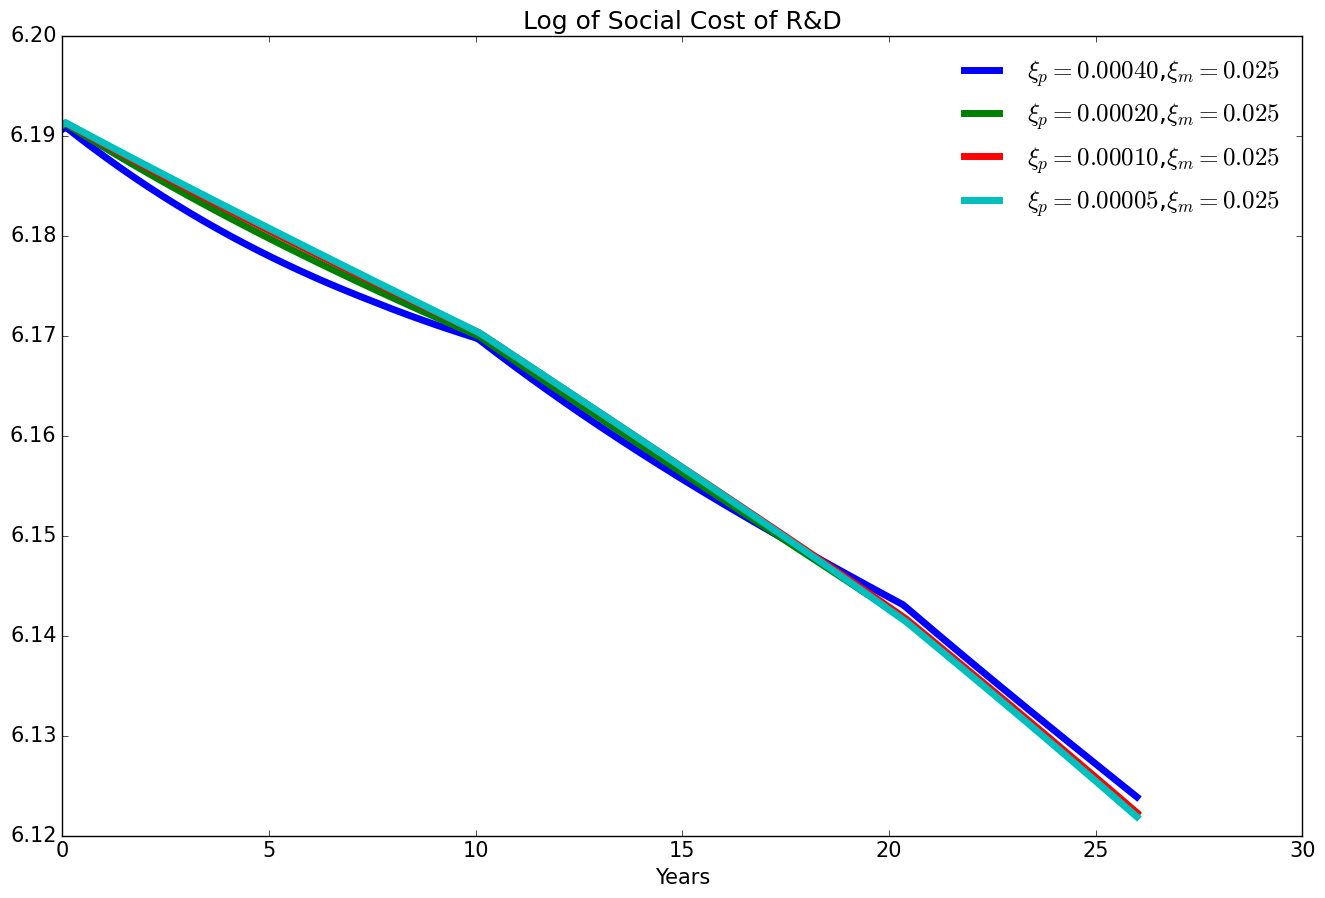 Log of Social Cost of R&D
6.20
6.19
6.18
6.17
6.16
6.15
6.14
6.13
6.12
ξp = 0.00040,ξm = 0.025
ξp = 0.00020,ξm = 0.025
ξp = 0.00010,ξm = 0.025
ξp = 0.00005,ξm = 0.025
0 5 10 15 20 25 30
Years